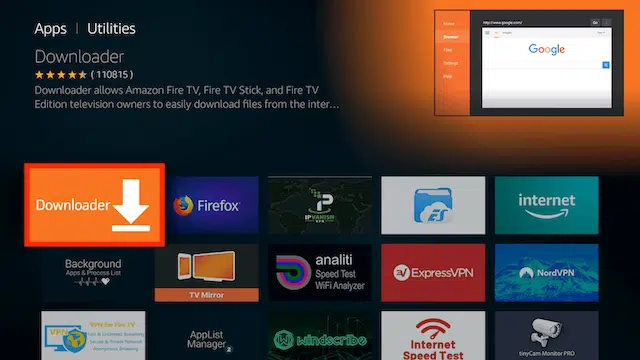 Apps | Utilities
Downloader
(110815)
Downloader allows Amazon Fire TV, Fire TV Stick, and Fire TV
Edition television owners to easily download files from the inter...
http://www.google.com/
Go
Home
Browser
Files
Settings
Help
Google
Downloader
Firefox
IPVANISH
VPN
ES
internet
Background
Apps & Process List
TV Mirror
analiti
Speed Test
WiFi Analyzer
ExpressVPN
NordVPN
VPN for Fire TV
VPN
AppList
Manager 2
windscribe
Internet
Speed Test
tinyCam Monitor PRO